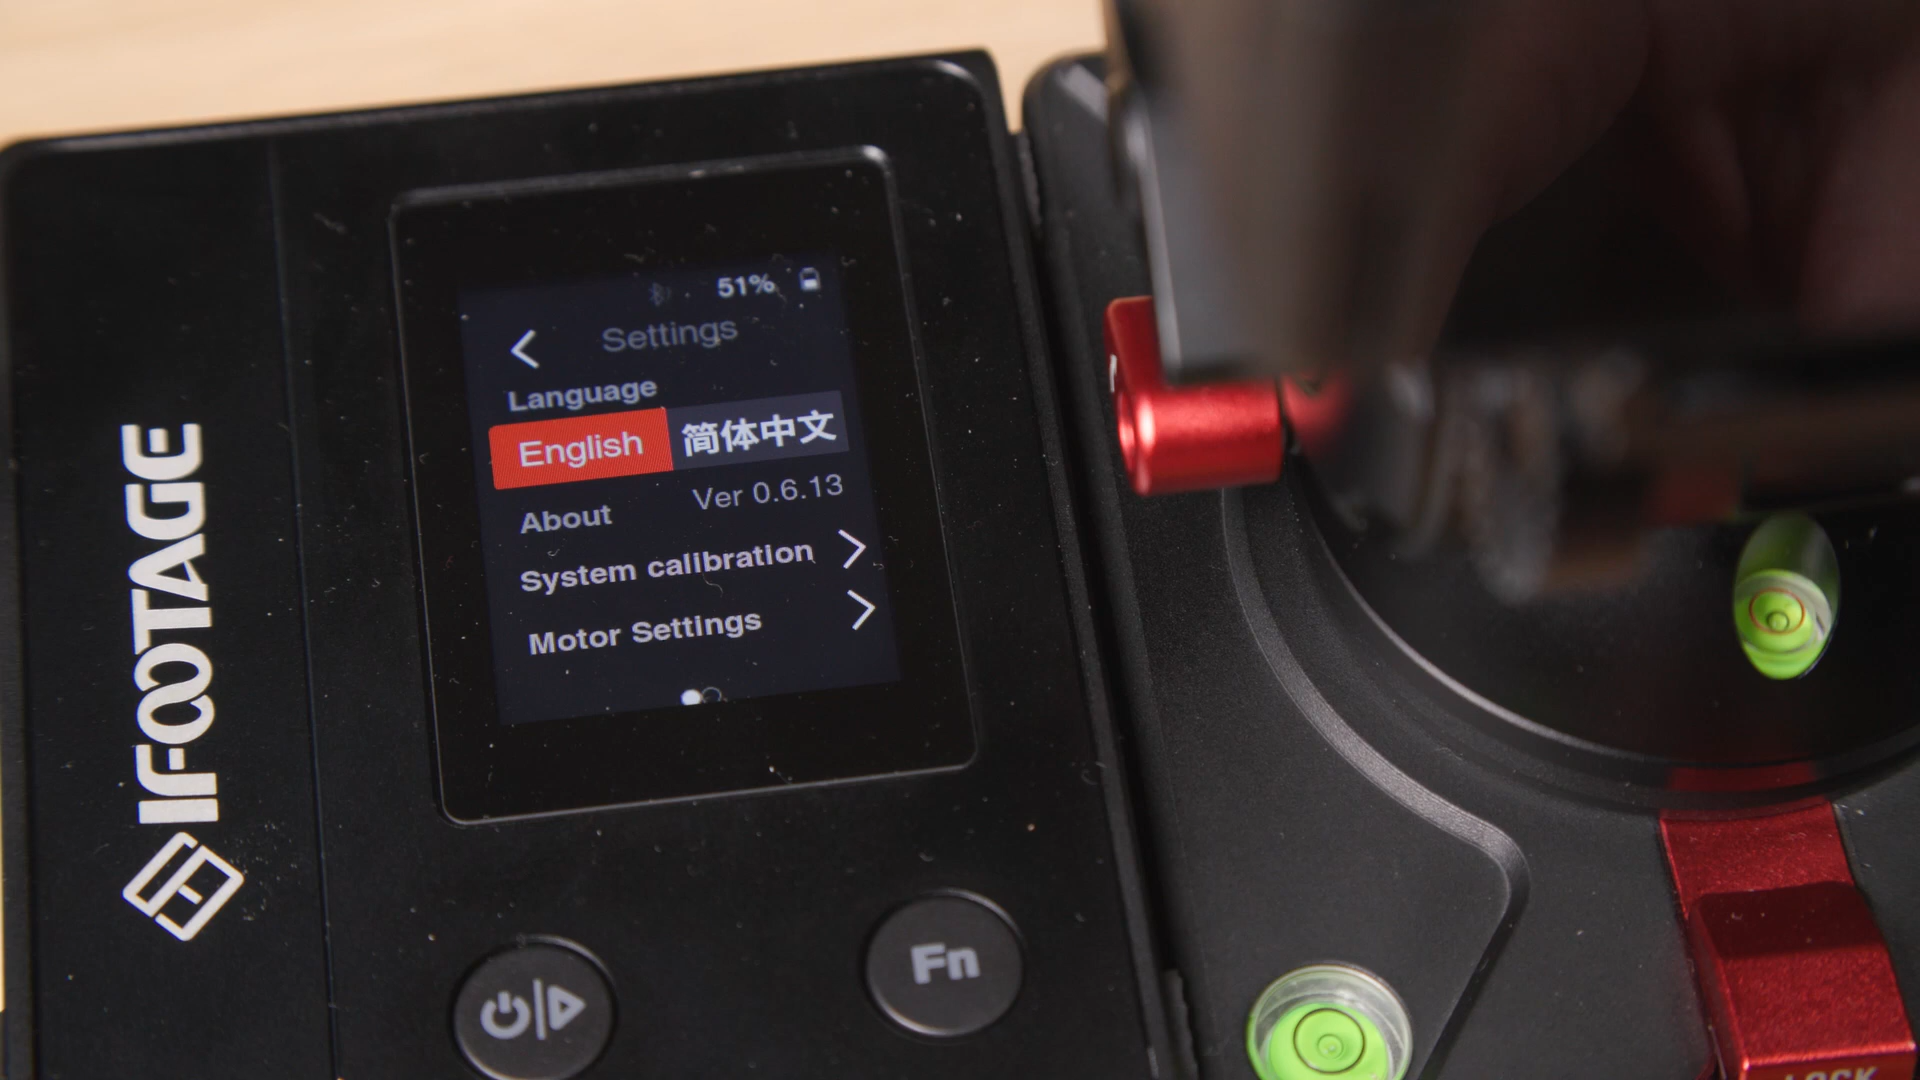 51%
Settings
Language
English 简体中文
About Ver 0.6.13
System calibration
Motor Settings
IFOOTAGE
Fn
LOCK